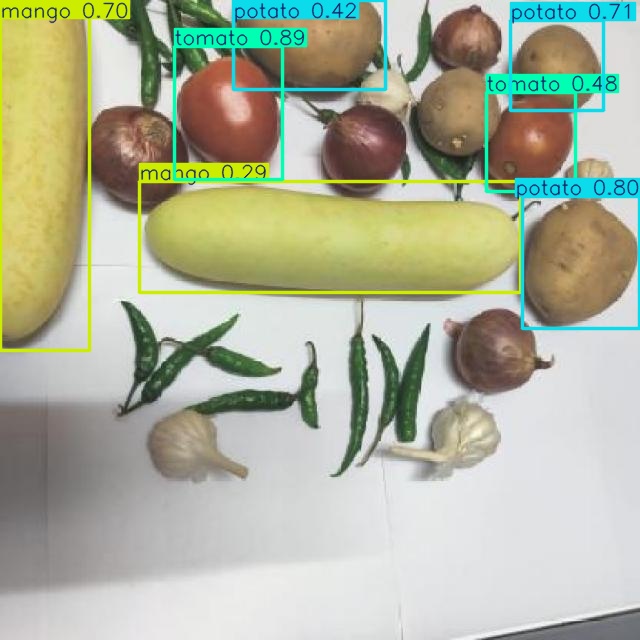 mango 0.70
potato 0.42
potato 0.71
tomato 0.89
tomato 0.48
mango 0.29
potato 0.80